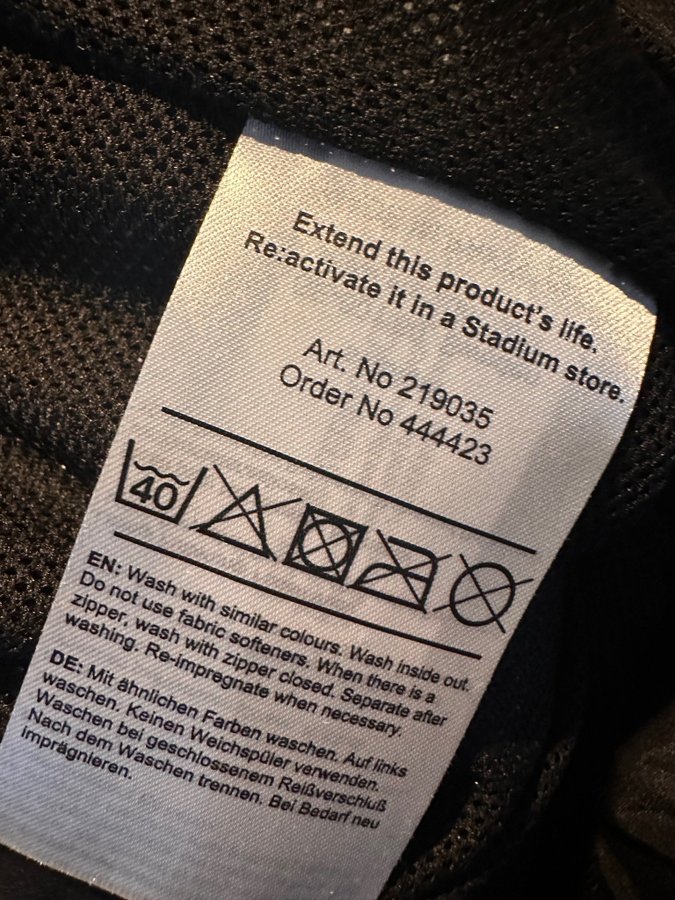 Extend this product's life.
Re:activate it in a Stadium store.
Art. No 219035
Order No 444423
40
EN: Wash with similar colours. Wash inside out.
Do not use fabric softeners. When there is a
zipper, wash with zipper closed. Separate after
washing. Re-impregnate when necessary.
DE: Mit ähnlichen Farben waschen. Auf links
waschen. Keinen Weichspüler verwenden.
Waschen bei geschlossenem Reißverschluß
Nach dem Waschen trennen. Bei Bedarf neu
imprägnieren.